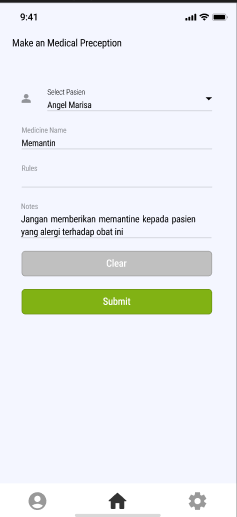 9:41
Make an Medical Preception
Select Pasien
Angel Marisa
Medicine Name
Memantin
Rules
Notes
Jangan memberikan memantine kepada pasien
yang alergi terhadap obat ini
Clear
Submit